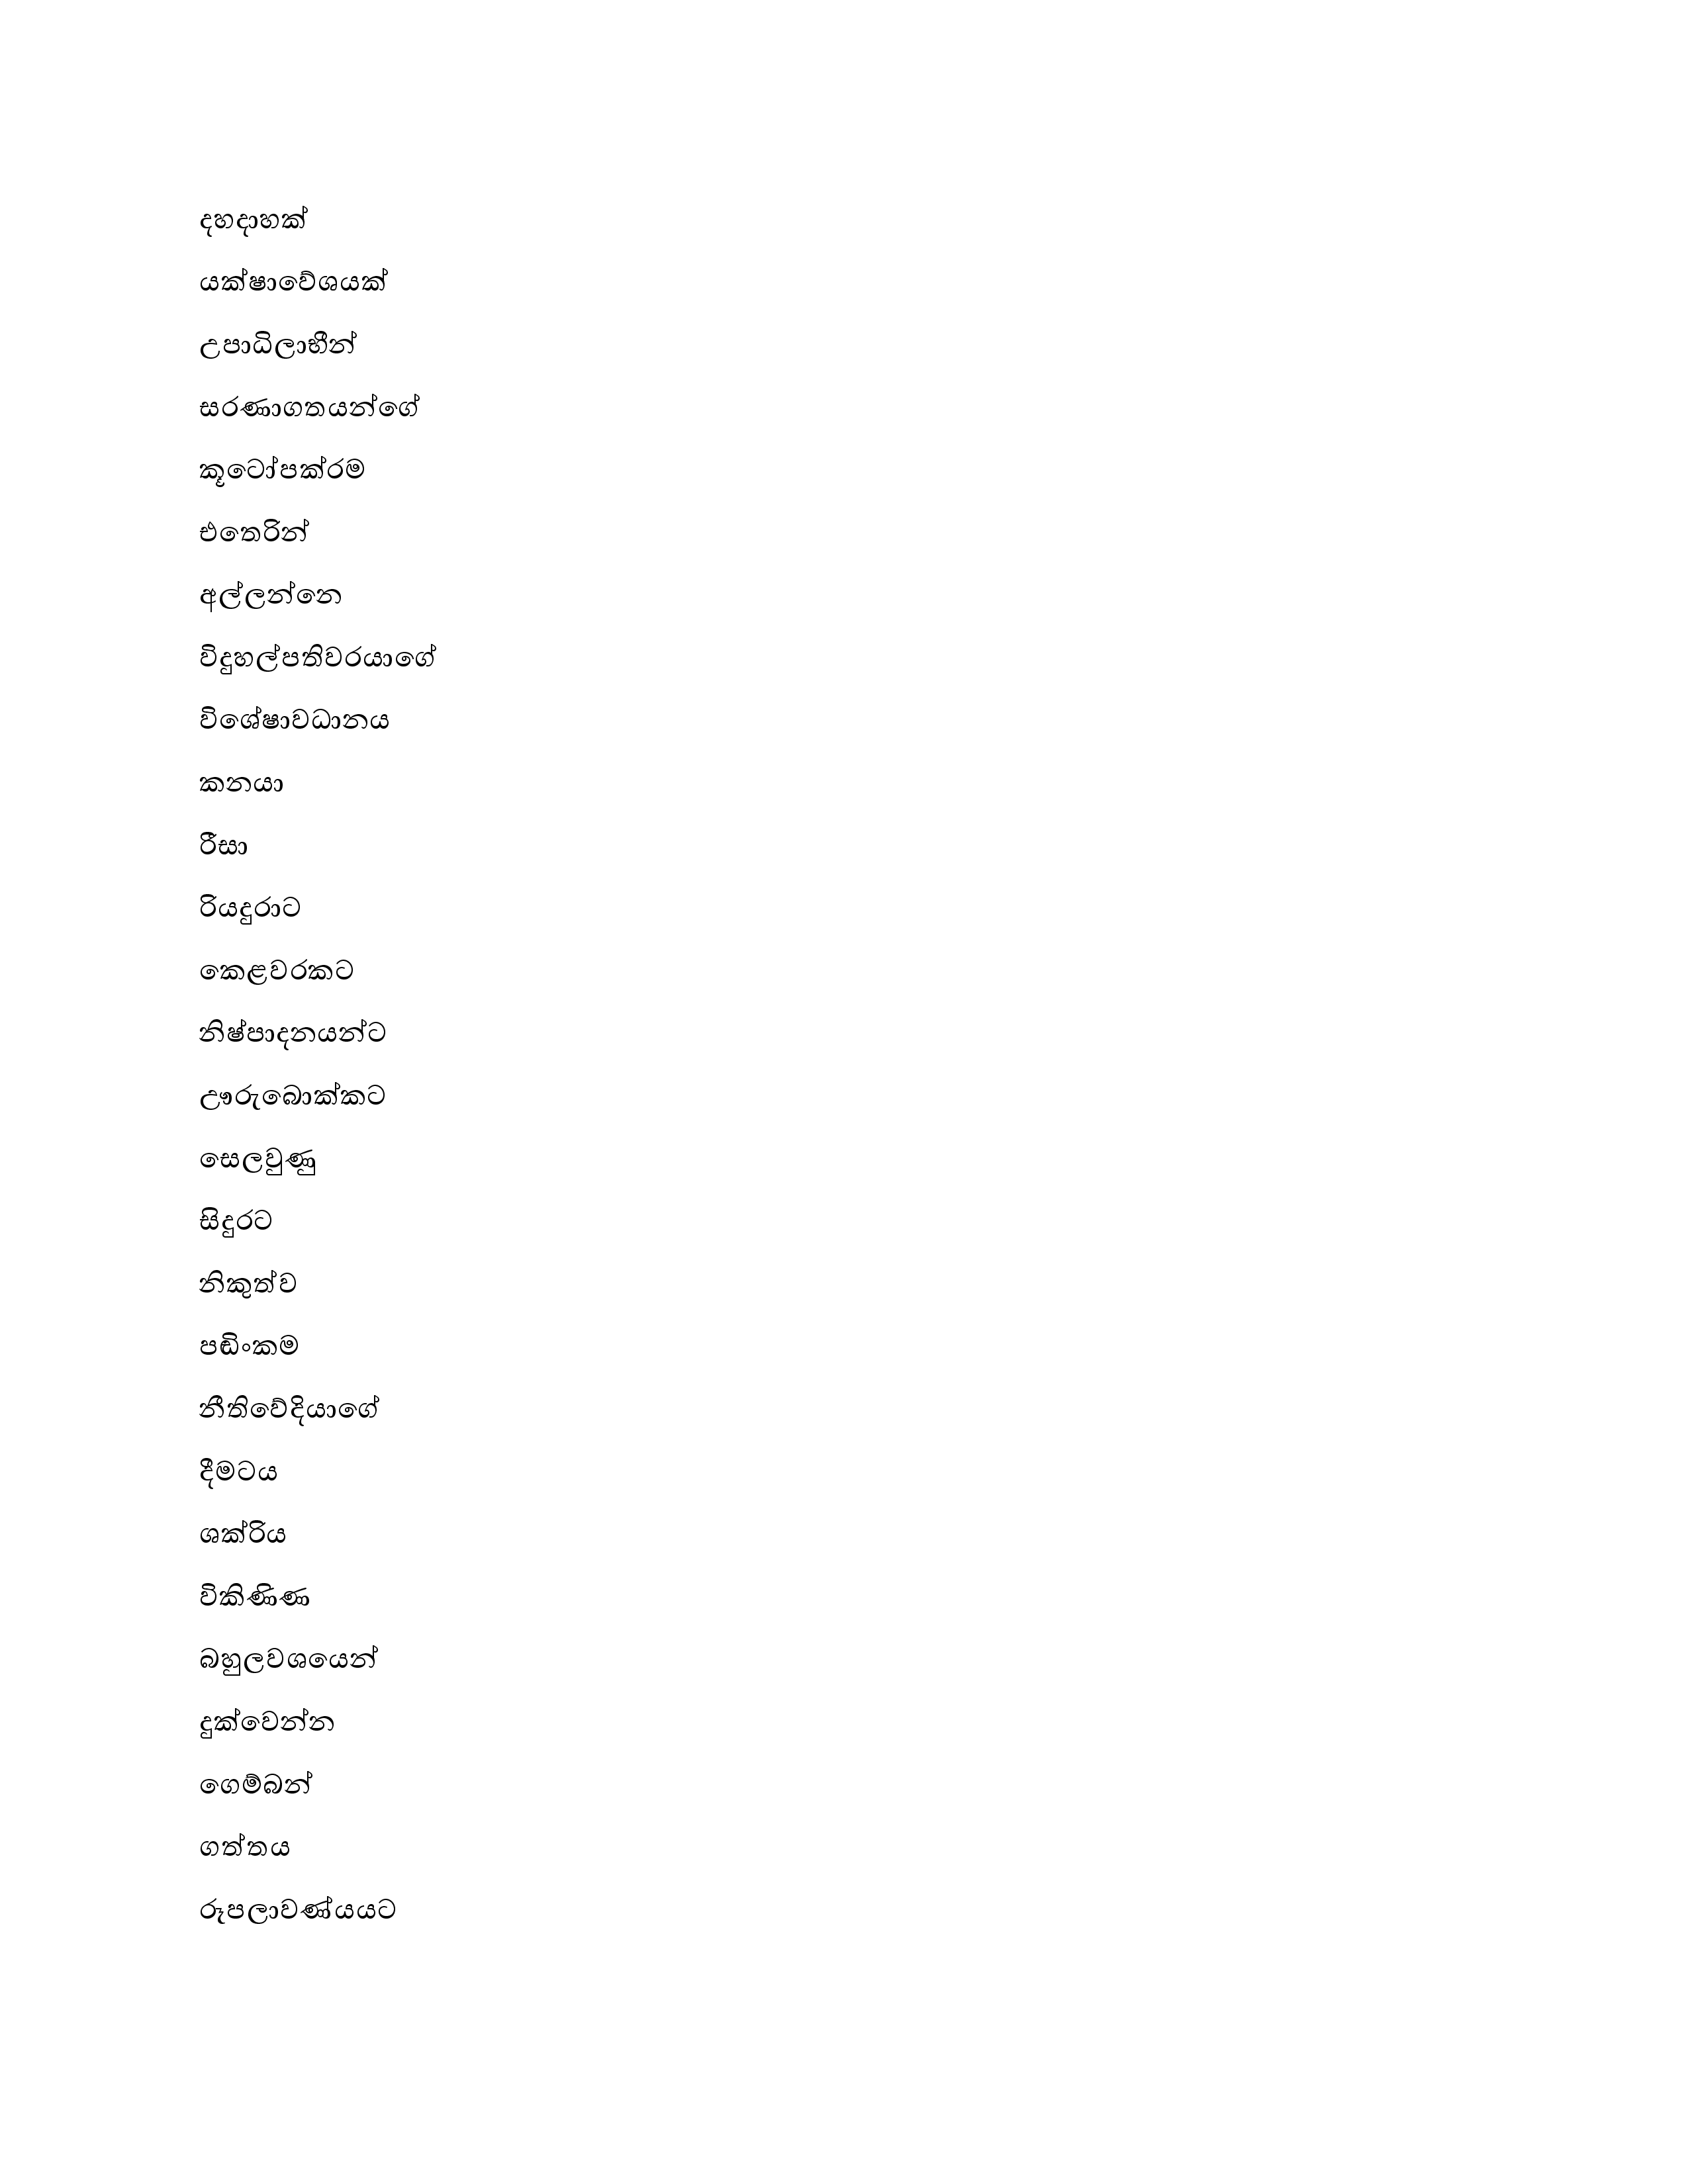 දහදාහක්
යක්ෂාවේශයක්
උපාධිලාභීන්
සරණාගතයන්ගේ
කූටෝපක්රම
එතෙරින්
අල්ලන්නෙ
විදුහල්පතිවරයාගේ
විශේෂාවධානය
කනයා
රීසා
රියදුරාට
කෙළවරකට
නිෂ්පාදනයන්ට
ඌරුබොක්කට
සෙලවුණු
සිදුරට
නිකුත්ව
පඬිංකම
නීතිවේදියාගේ
දීමටය
ශක්රිය
විකිණිණ
බහුලවශයෙන්
දුක්වෙන්න
ගෙම්බන්
ගත්තය
රූපලාවණ්යයට